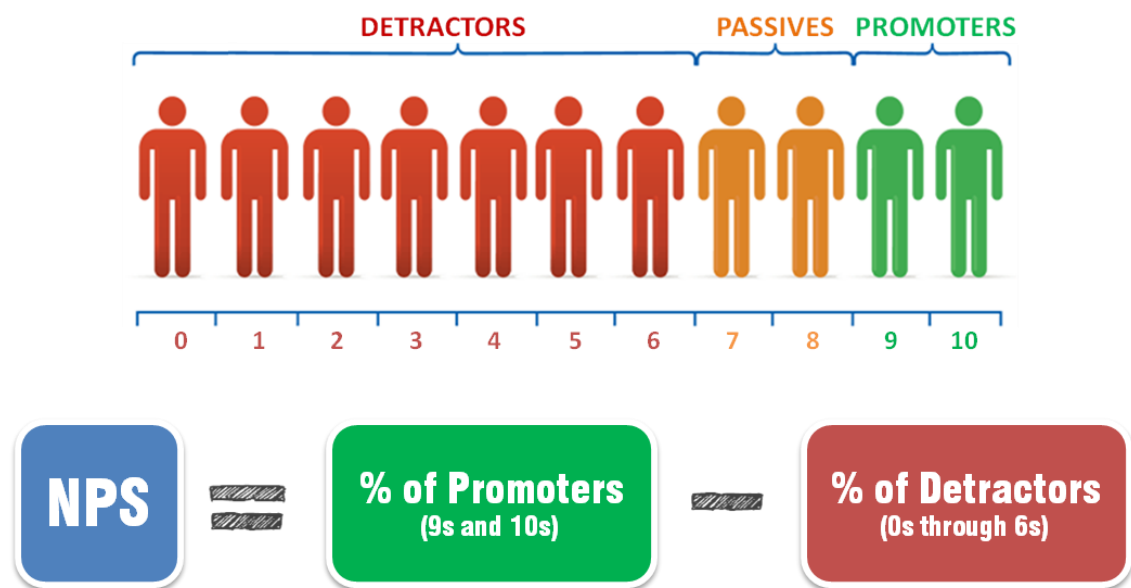 DETRACTORS PASSIVES PROMOTERS
0 1 2 3 4 5 6 7 8 9 10
NPS = % of Promoters - % of Detractors
(9s and 10s) (0s through 6s)